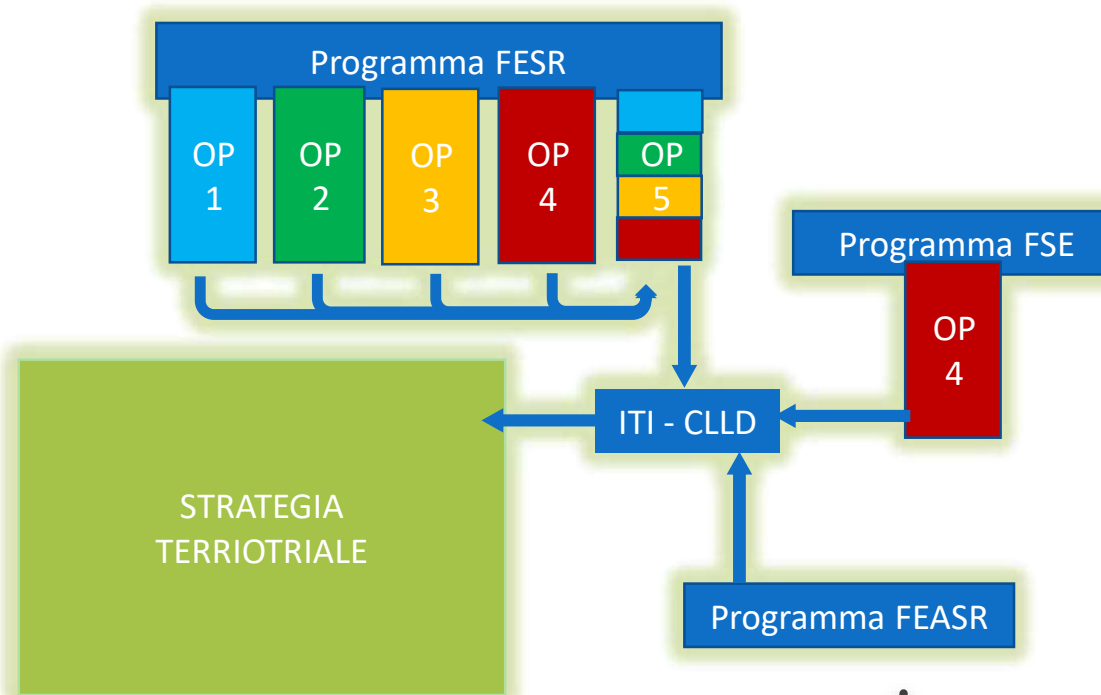 Programma FESR
OP
1
OP
2
OP
3
OP
4
OP
5
Programma FSE
OP
4
ITI - CLLD
STRATEGIA
TERRIOTRIALE
Programma FEASR